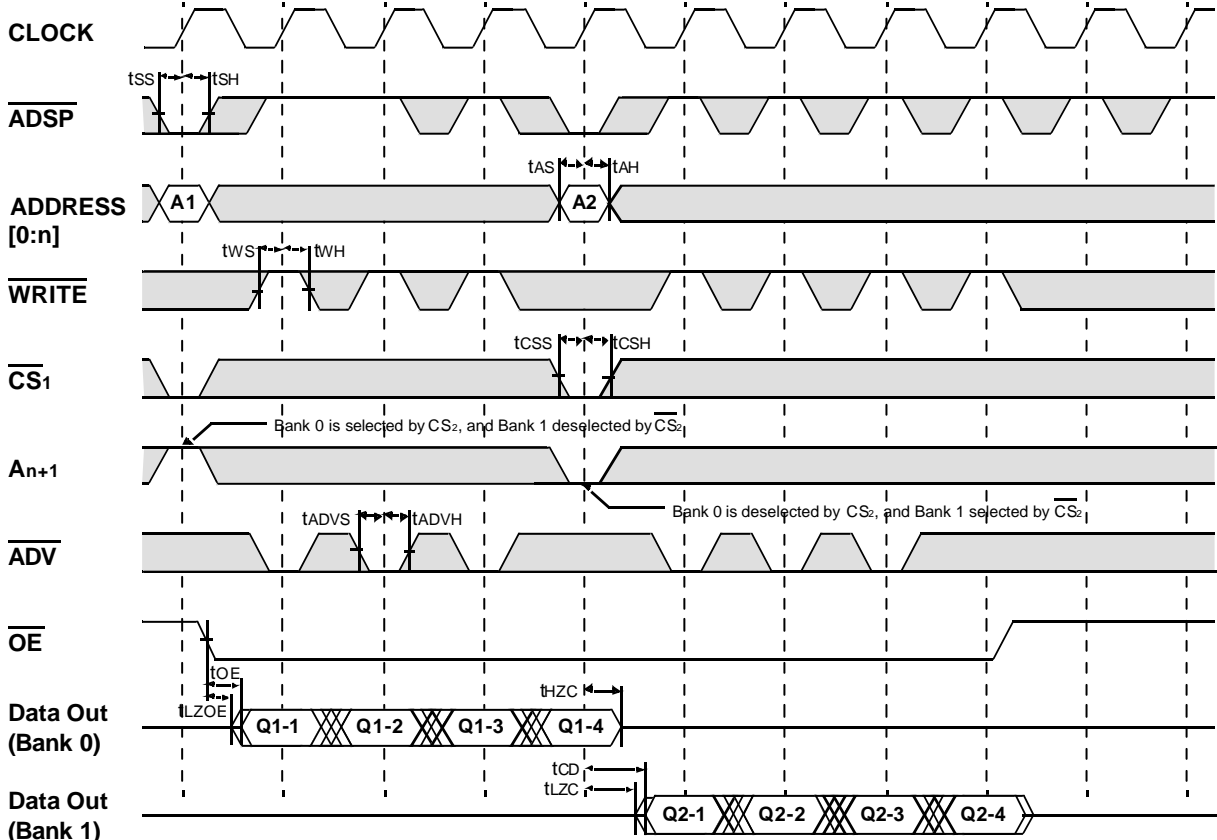 CLOCK
tSS tSH
ADSP
tAS tAH
ADDRESS
[0:n]
A1 A2
tWS tWH
WRITE
tCSS tCSH
CS1
Bank 0 is selected by CS2, and Bank 1 deselected by CS2
An+1
Bank 0 is deselected by CS2, and Bank 1 selected by CS2
tADVS tADVH
ADV
OE
tOE
tHZC
tLZOE
Data Out
(Bank 0)
Q1-1 Q1-2 Q1-3 Q1-4
tCD
tLZC
Data Out
(Bank 1)
Q2-1 Q2-2 Q2-3 Q2-4